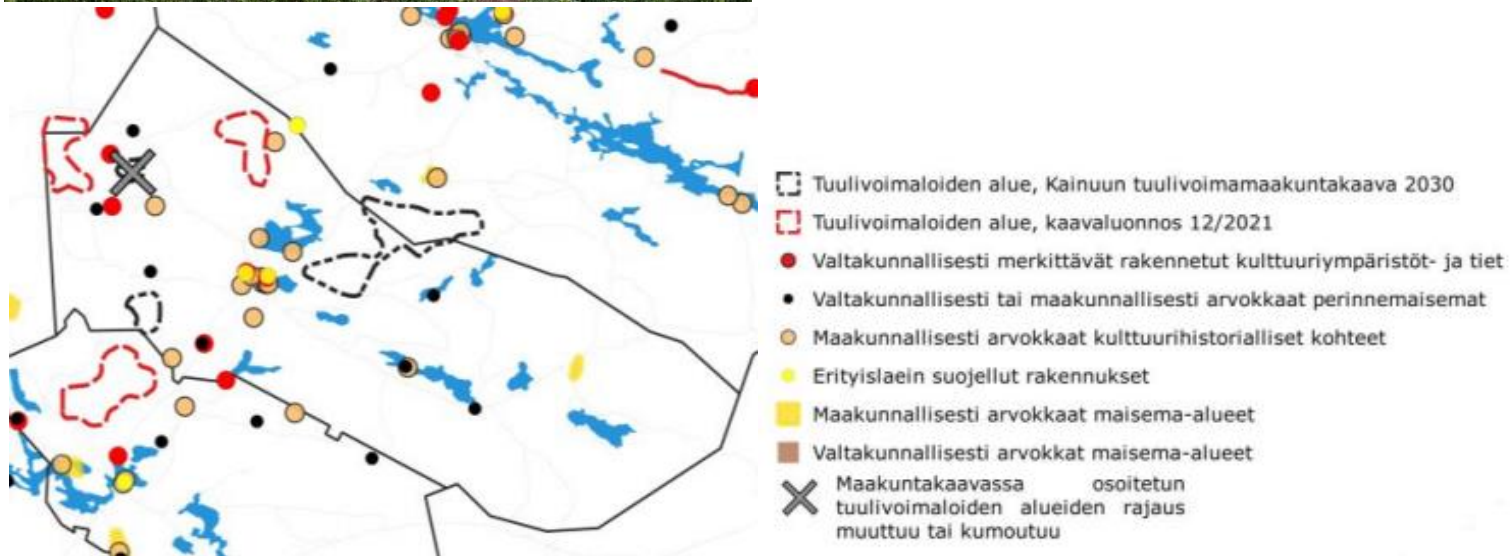 Tuulivoimaloiden alue, Kainuun tuulivoimamaakuntakaava 2030
Tuulivoimaloiden alue, kaavaluonnos 12/2021
Valtakunnallisesti merkittävät rakennetut kulttuuriympäristöt- ja tiet
Valtakunnallisesti tai maakunnallisesti arvokkaat perinnemaisemat
Maakunnallisesti arvokkaat kulttuurihistorialliset kohteet
Erityislaein suojellut rakennukset
Maakunnallisesti arvokkaat maisema-alueet
Valtakunnallisesti arvokkat maisema-alueet
Maakuntakaavassa osoitetun
tuulivoimaloiden alueiden rajaus
muuttuu tai kumoutuu